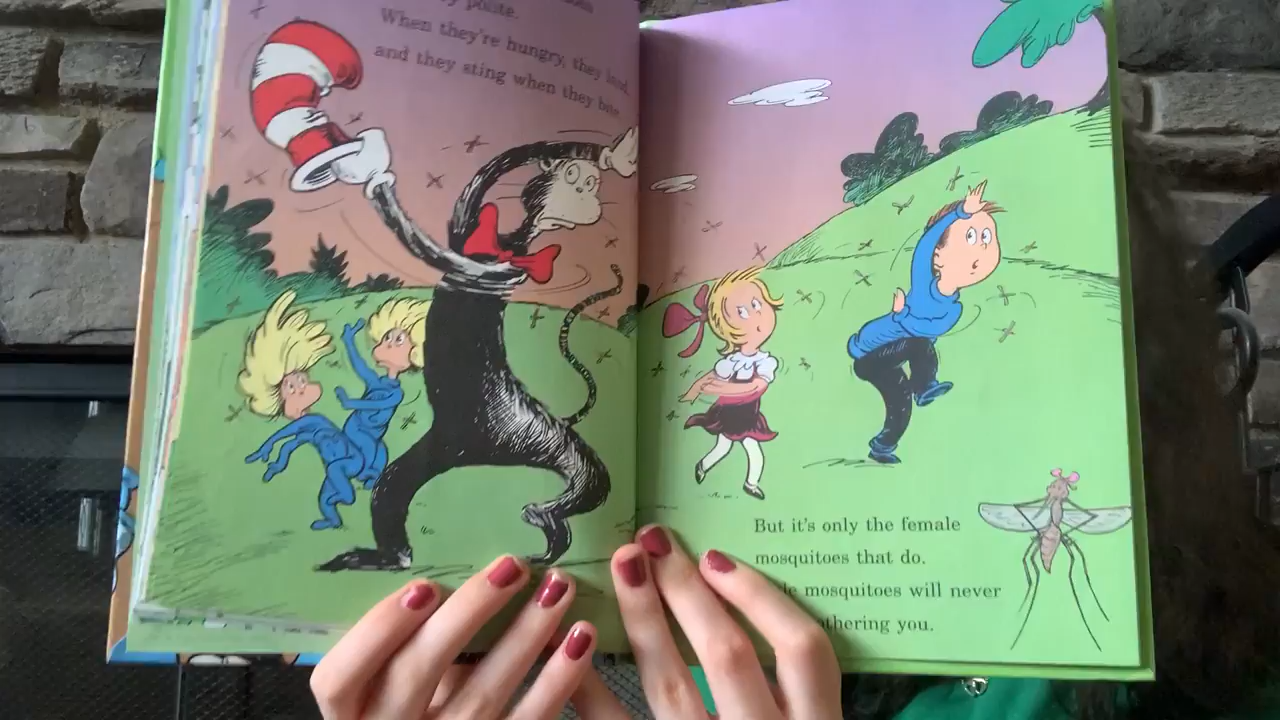 polite.
When they're hungry, they
and they sting when they bite.
But it's only the female
mosquitoes that do.
mosquitoes will never
you.